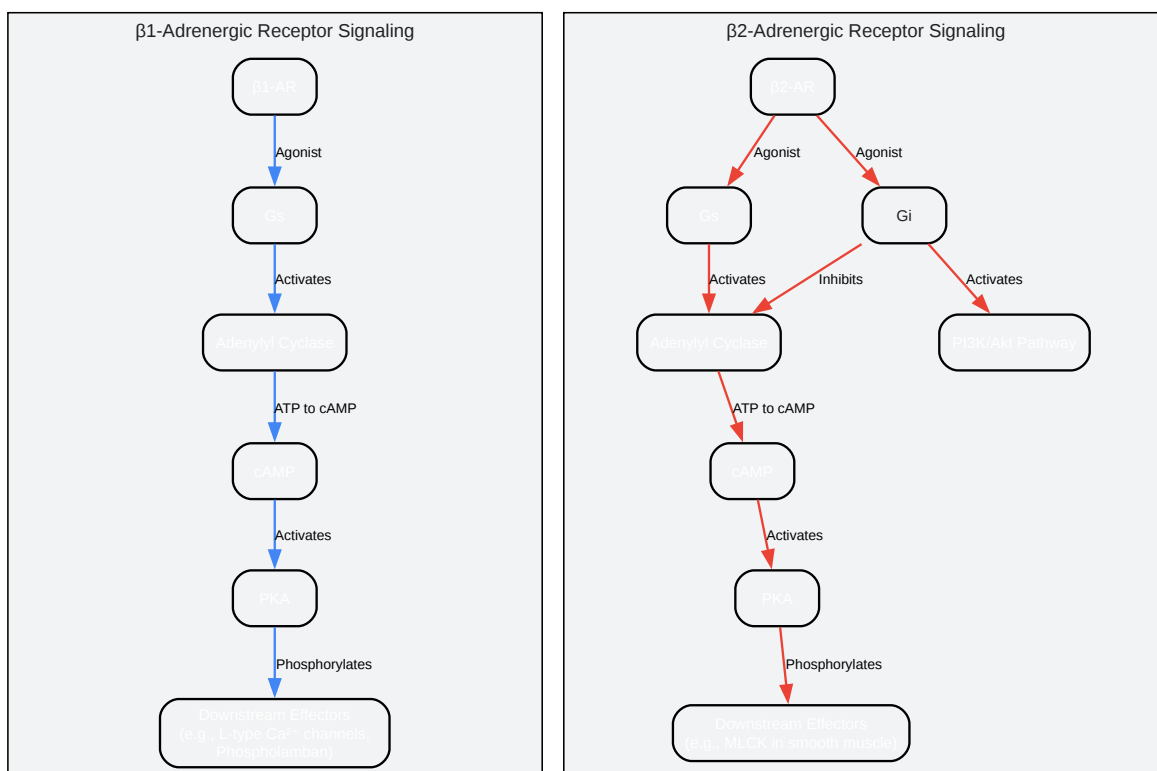 β1-Adrenergic Receptor Signaling
β1-AR
Agonist
Gs
Activates
Adenylyl Cyclase
ATP to cAMP
cAMP
Activates
PKA
Phosphorylates
Downstream Effectors
(e.g., L-type Ca²⁺ channels,
Phospholamban)
β2-Adrenergic Receptor Signaling
β2-AR
Agonist
Agonist
Gs
Gi
Activates
Inhibits
Activates
Adenylyl Cyclase
PI3K/Akt Pathway
ATP to cAMP
cAMP
Activates
PKA
Phosphorylates
Downstream Effectors
(e.g., MLCK in smooth muscle)